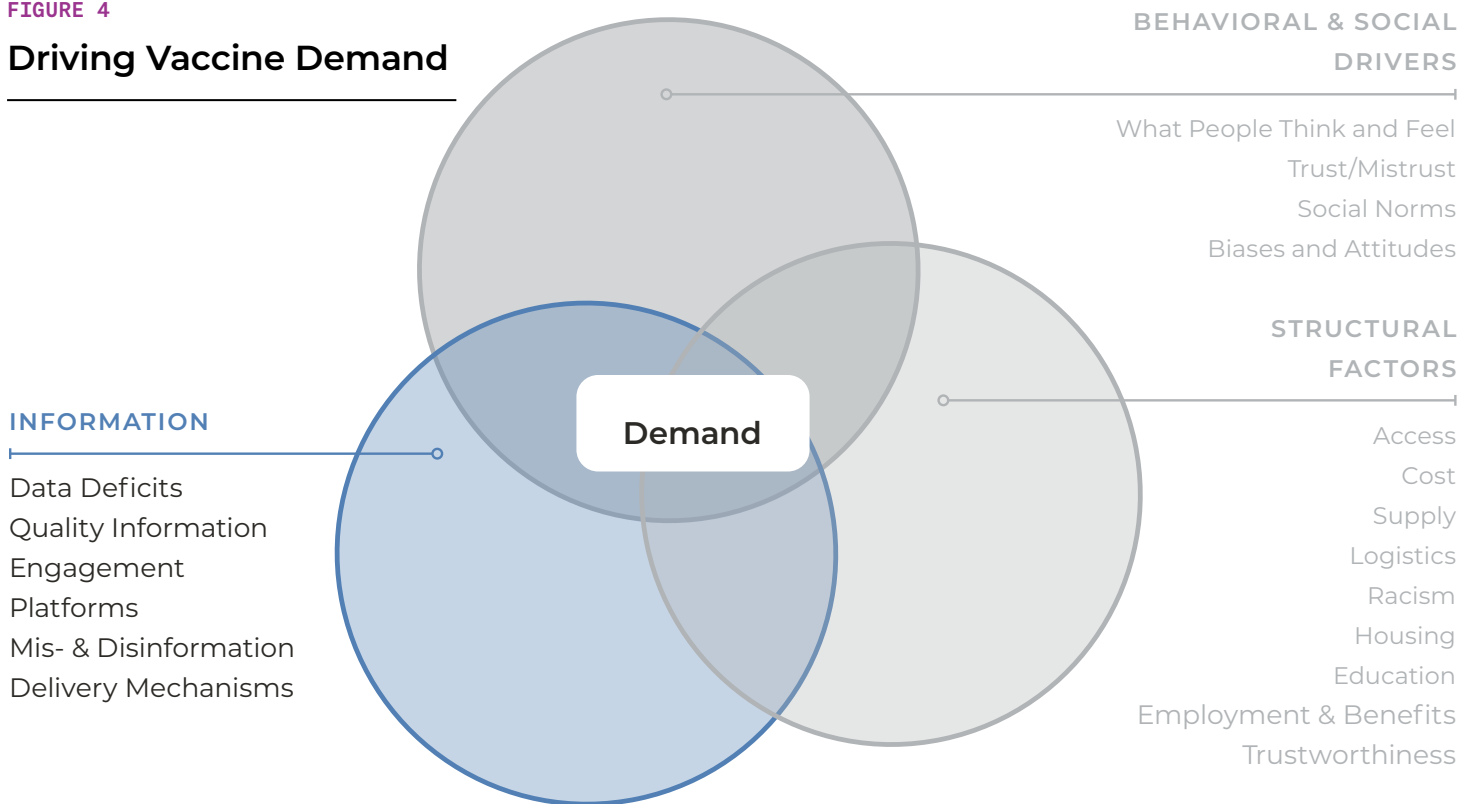 FIGURE 4
Driving Vaccine Demand
BEHAVIORAL & SOCIAL
DRIVERS
What People Think and Feel
Trust/Mistrust
Social Norms
Biases and Attitudes
STRUCTURAL
FACTORS
Access
Cost
Supply
Logistics
Racism
Housing
Education
Employment & Benefits
Trustworthiness
INFORMATION
Data Deficits
Quality Information
Engagement
Platforms
Mis- & Disinformation
Delivery Mechanisms
Demand